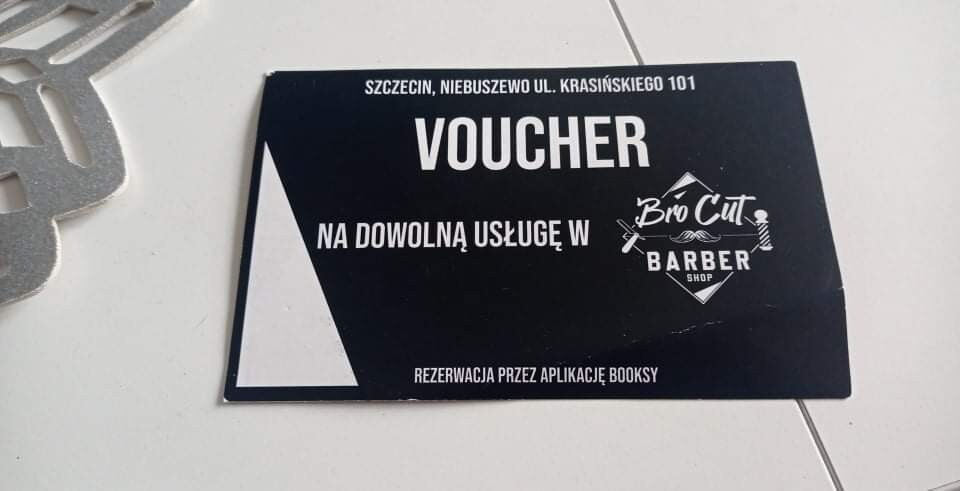 SZCZECIN, NIEBUSZEWO UL. KRASIŃSKIEGO 101
VOUCHER
NA DOWOLNĄ USŁUGĘ W
Bro Cut
BARBER
SHOP
REZERWACJA PRZEZ APLIKACJĘ BOOKSY